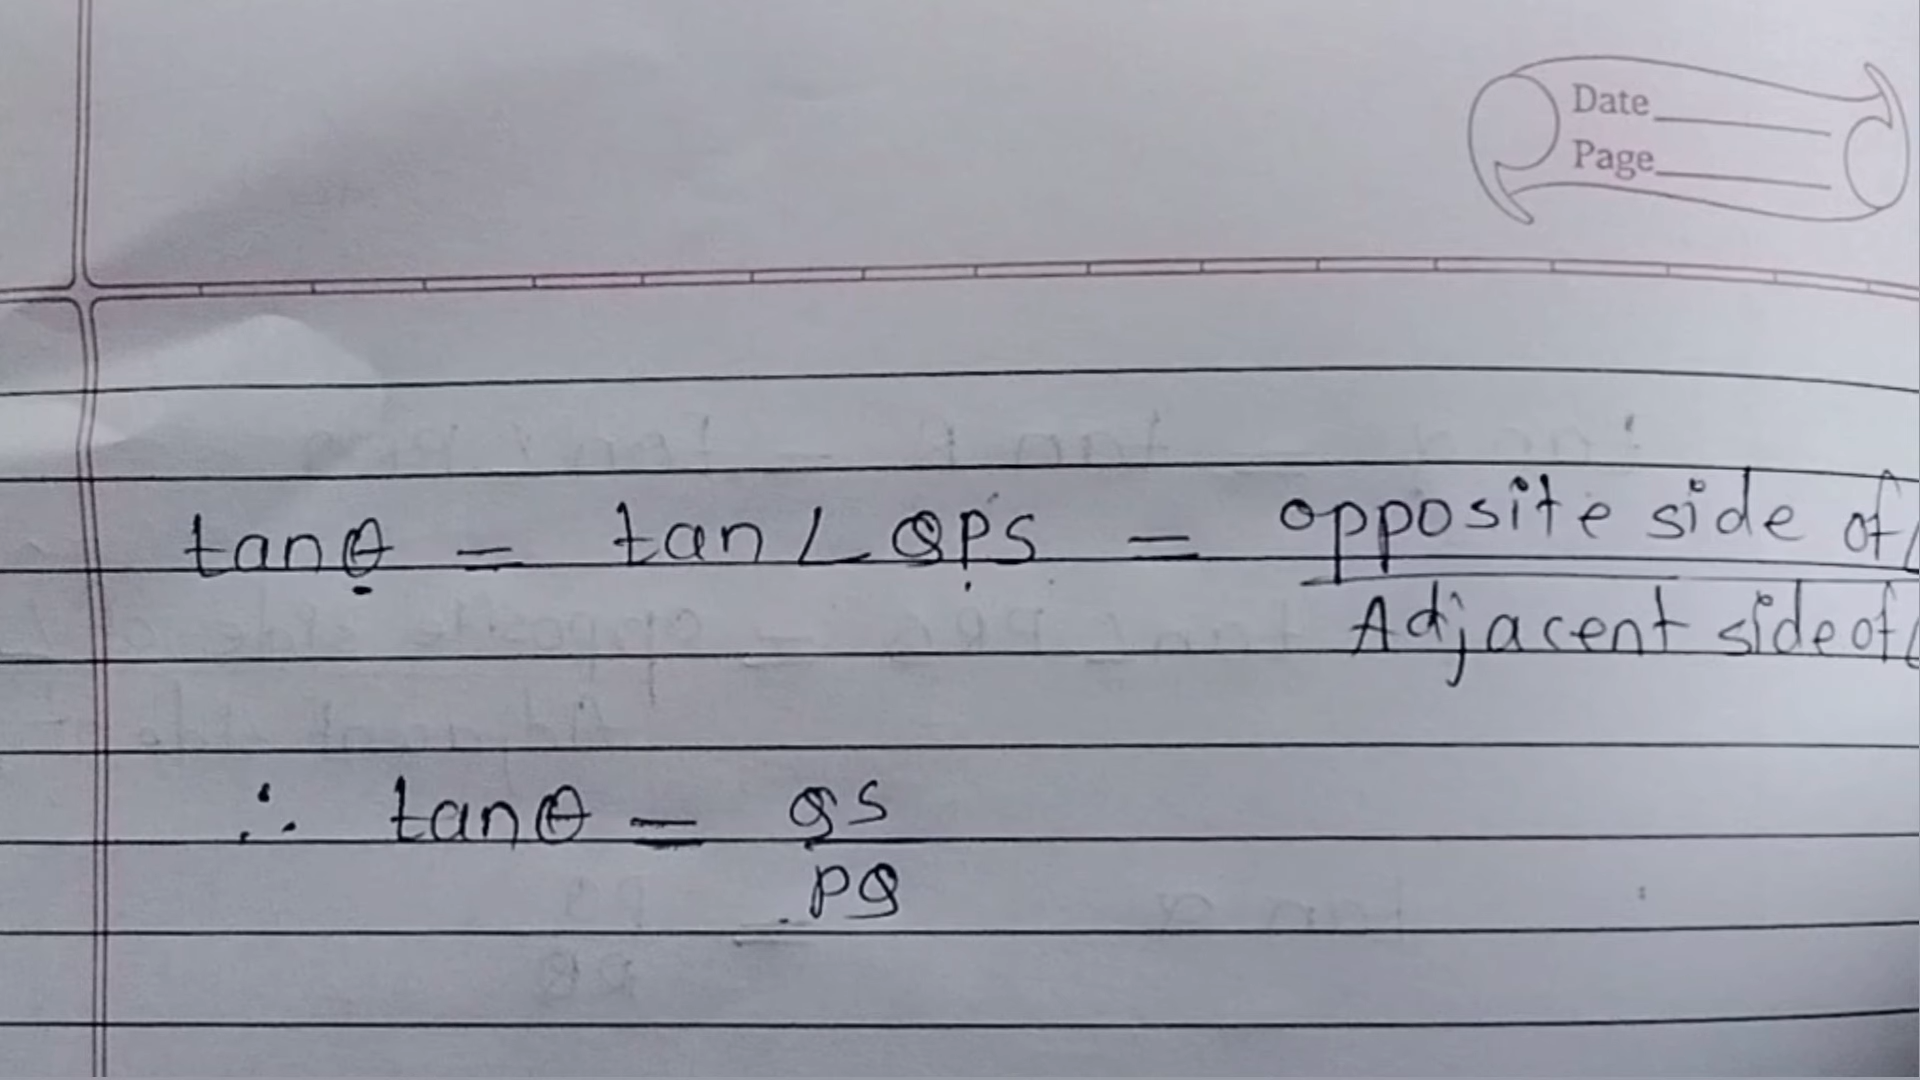 Date
Page
tanθ = tan∠QPS = opposite side of ∠
Adjacent side of ∠
∴ tanθ = QS
PQ